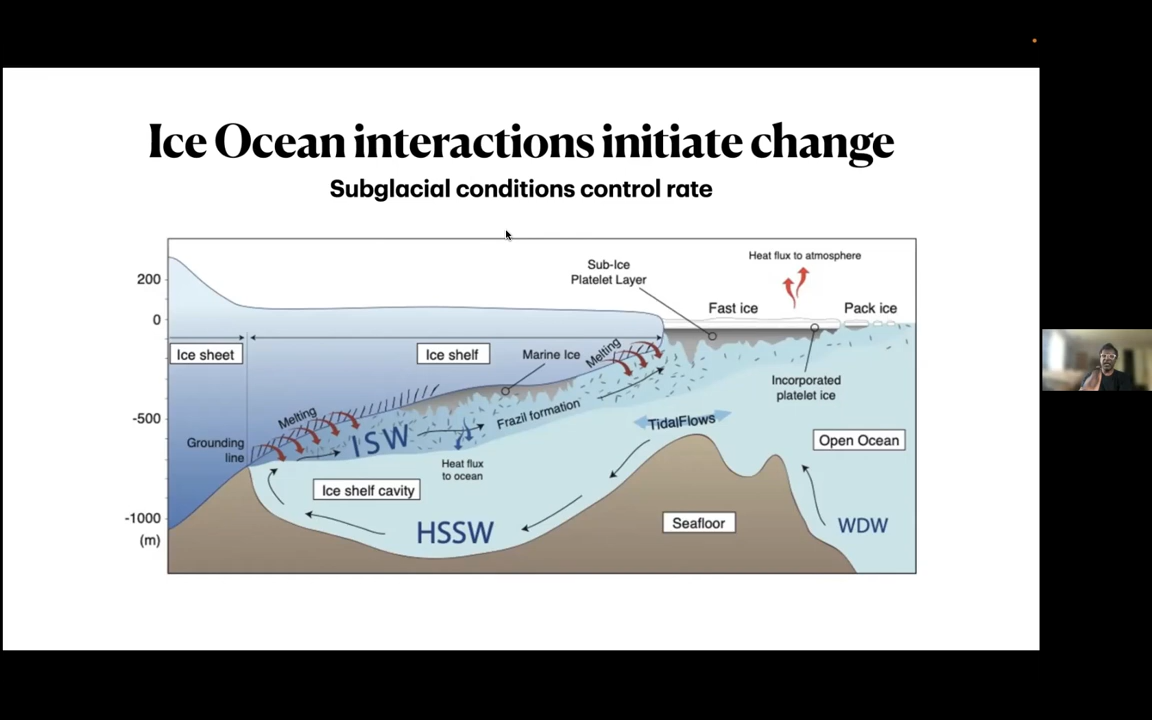 Ice Ocean interactions initiate change
Subglacial conditions control rate
Heat flux to atmosphere
Sub-Ice
Platelet Layer
200
Fast ice
Pack ice
0
Ice sheet
Ice shelf
Marine Ice
Melting
Incorporated
platelet ice
Melting
-500
Frazil formation
TidalFlows
Grounding
line
ISW
Open Ocean
Heat flux
to ocean
Ice shelf cavity
-1000
(m)
HSSW
Seafloor
WDW